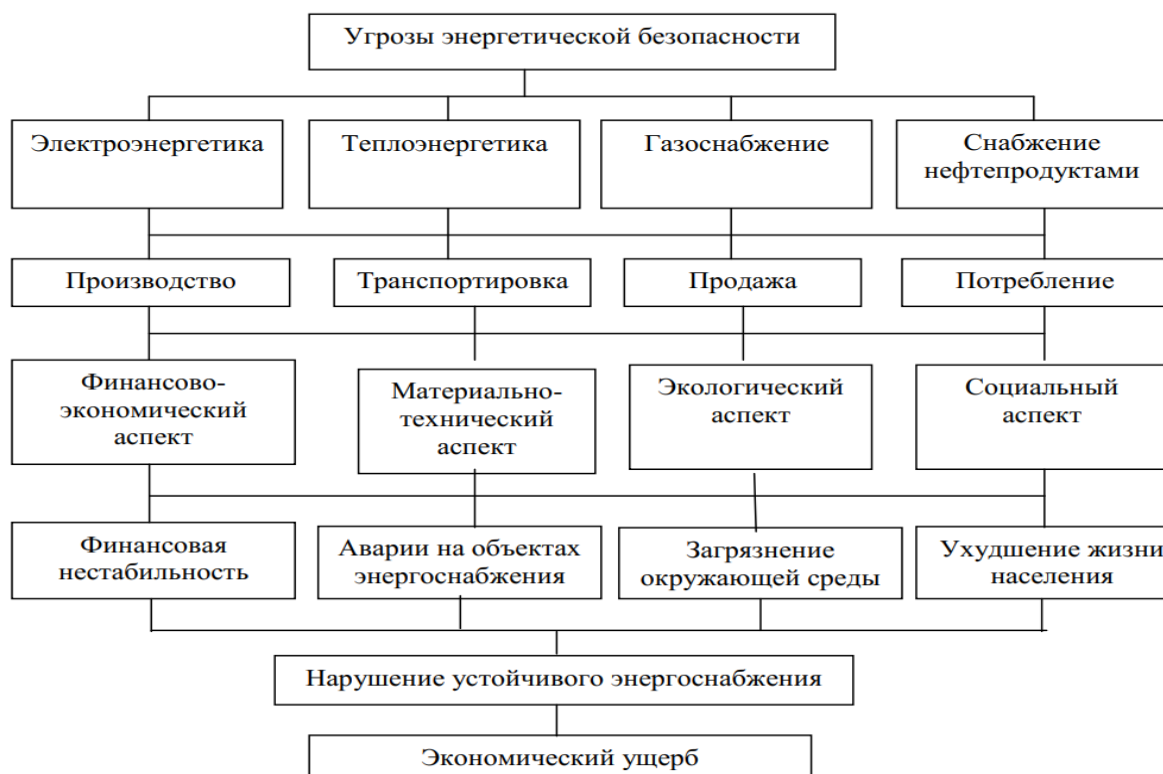 Угрозы энергетической безопасности
Электроэнергетика
Теплоэнергетика
Газоснабжение
Снабжение
нефтепродуктами
Производство
Транспортировка
Продажа
Потребление
Финансово-
экономический
аспект
Материально-
технический
аспект
Экологический
аспект
Социальный
аспект
Финансовая
нестабильность
Аварии на объектах
энергоснабжения
Загрязнение
окружающей среды
Ухудшение жизни
населения
Нарушение устойчивого энергоснабжения
Экономический ущерб